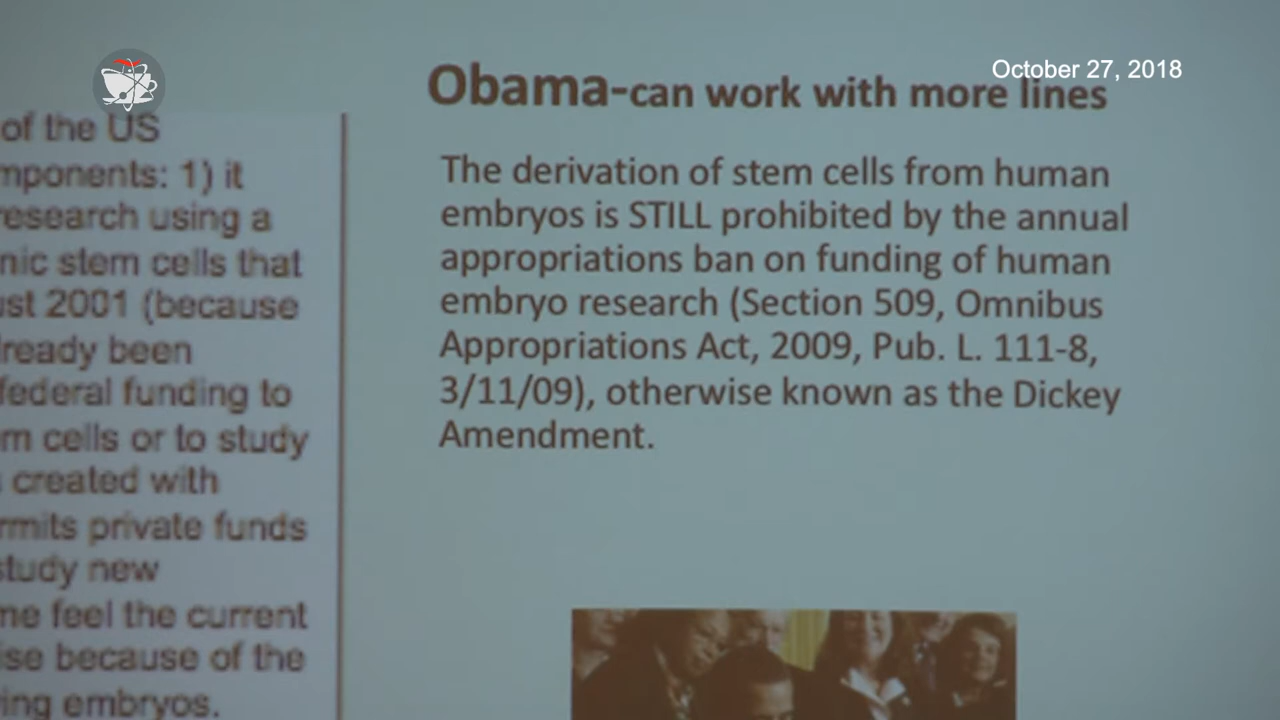 October 27, 2018
of the US
mponents: 1) it
research using a
nic stem cells that
ust 2001 (because
lready been
federal funding to
m cells or to study
created with
rmits private funds
study new
me feel the current
ise because of the
ing embryos.
Obama-can work with more lines
The derivation of stem cells from human
embryos is STILL prohibited by the annual
appropriations ban on funding of human
embryo research (Section 509, Omnibus
Appropriations Act, 2009, Pub. L. 111-8,
3/11/09), otherwise known as the Dickey
Amendment.